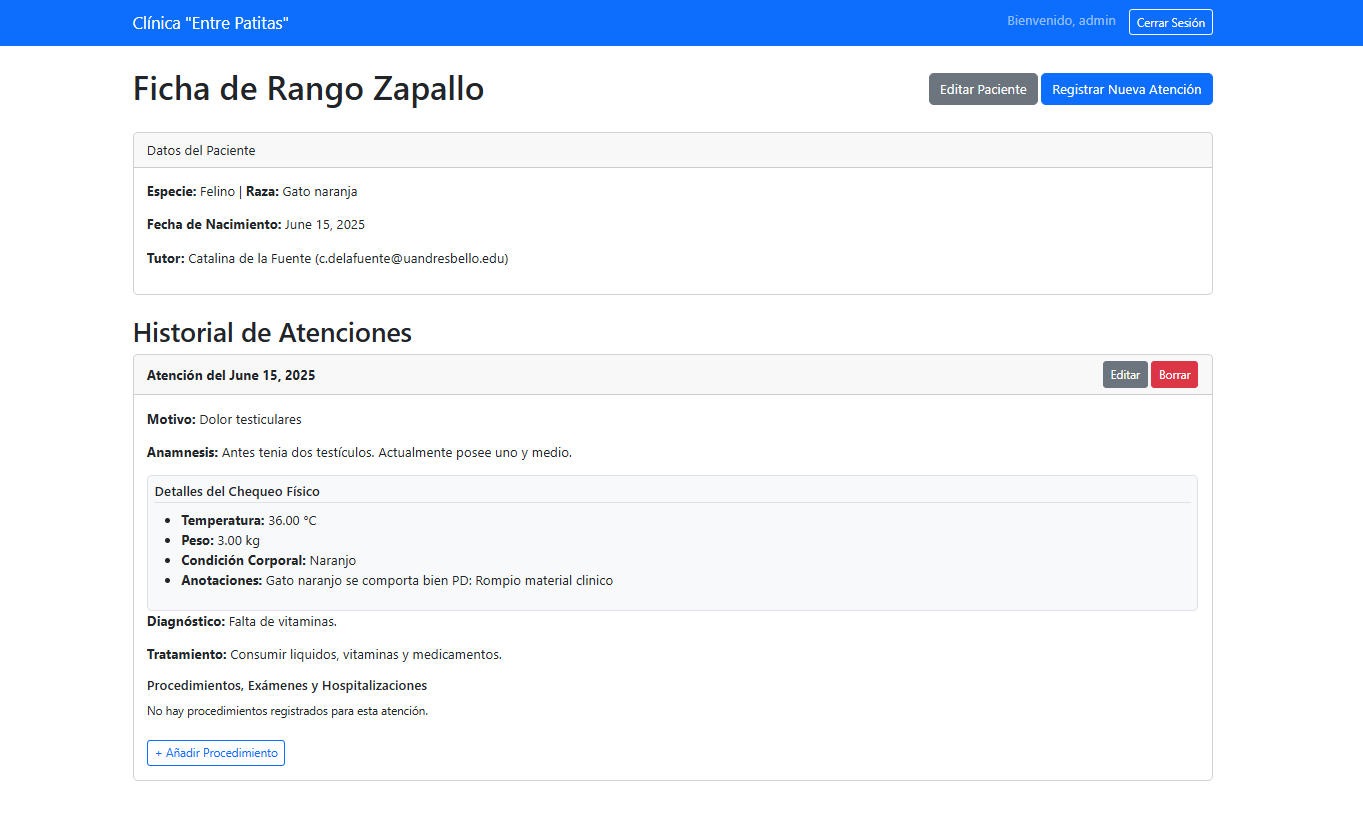 Clínica "Entre Patitas"
Bienvenido, admin
Cerrar Sesión
Ficha de Rango Zapallo
Editar Paciente
Registrar Nueva Atención
Datos del Paciente
Especie: Felino | Raza: Gato naranja
Fecha de Nacimiento: June 15, 2025
Tutor: Catalina de la Fuente (c.delafuente@uandresbello.edu)
Historial de Atenciones
Atención del June 15, 2025
Editar
Borrar
Motivo: Dolor testiculares
Anamnesis: Antes tenia dos testículos. Actualmente posee uno y medio.
Detalles del Chequeo Físico
• Temperatura: 36.00 °C
• Peso: 3.00 kg
• Condición Corporal: Naranjo
• Anotaciones: Gato naranjo se comporta bien PD: Rompio material clinico
Diagnóstico: Falta de vitaminas.
Tratamiento: Consumir liquidos, vitaminas y medicamentos.
Procedimientos, Exámenes y Hospitalizaciones
No hay procedimientos registrados para esta atención.
+ Añadir Procedimiento